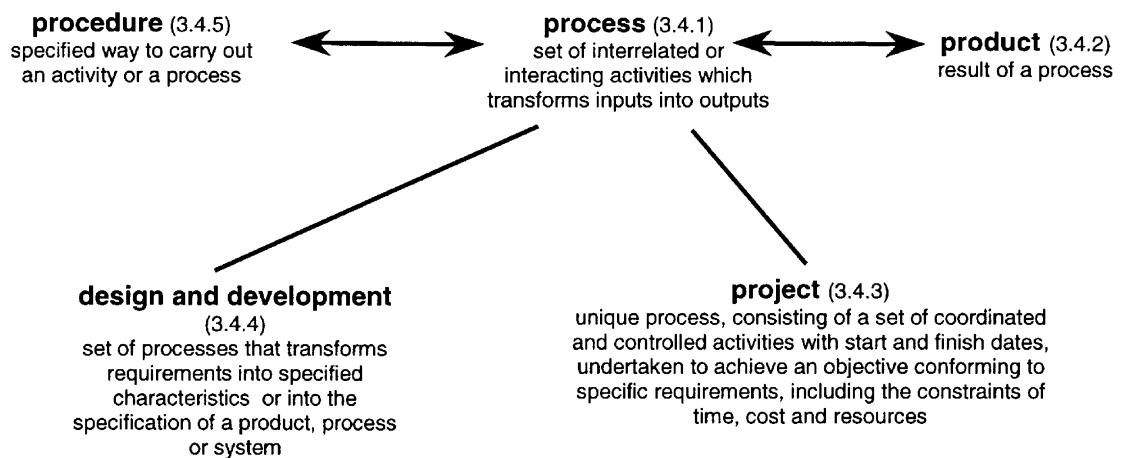 procedure (3.4.5)
specified way to carry out
an activity or a process
process (3.4.1)
set of interrelated or
interacting activities which
transforms inputs into outputs
product (3.4.2)
result of a process
design and development
(3.4.4)
set of processes that transforms
requirements into specified
characteristics or into the
specification of a product, process
or system
project (3.4.3)
unique process, consisting of a set of coordinated
and controlled activities with start and finish dates,
undertaken to achieve an objective conforming to
specific requirements, including the constraints of
time, cost and resources